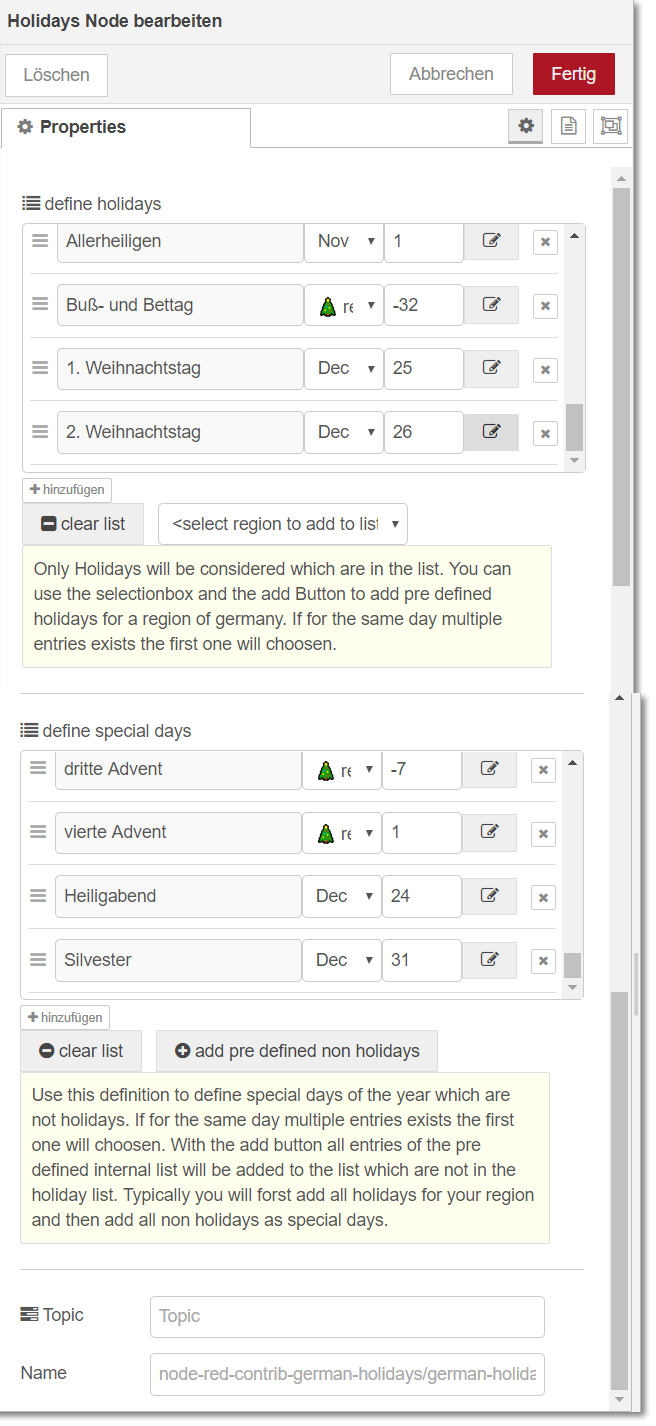 Holidays Node bearbeiten
Löschen Abbrechen Fertig
Properties
define holidays
Allerheiligen Nov 1
Buß- und Bettag re -32
1. Weihnachtstag Dec 25
2. Weihnachtstag Dec 26
hinzufügen
clear list <select region to add to list
Only Holidays will be considered which are in the list. You can
use the selectionbox and the add Button to add pre defined
holidays for a region of germany. If for the same day multiple
entries exists the first one will choosen.
define special days
dritte Advent re -7
vierte Advent re 1
Heiligabend Dec 24
Silvester Dec 31
hinzufügen
clear list add pre defined non holidays
Use this definition to define special days of the year which are
not holidays. If for the same day multiple entries exists the first
one will choosen. With the add button all entries of the pre
defined internal list will be added to the list which are not in the
holiday list. Typically you will forst add all holidays for your region
and then add all non holidays as special days.
Topic Topic
Name node-red-contrib-german-holidays/german-holida